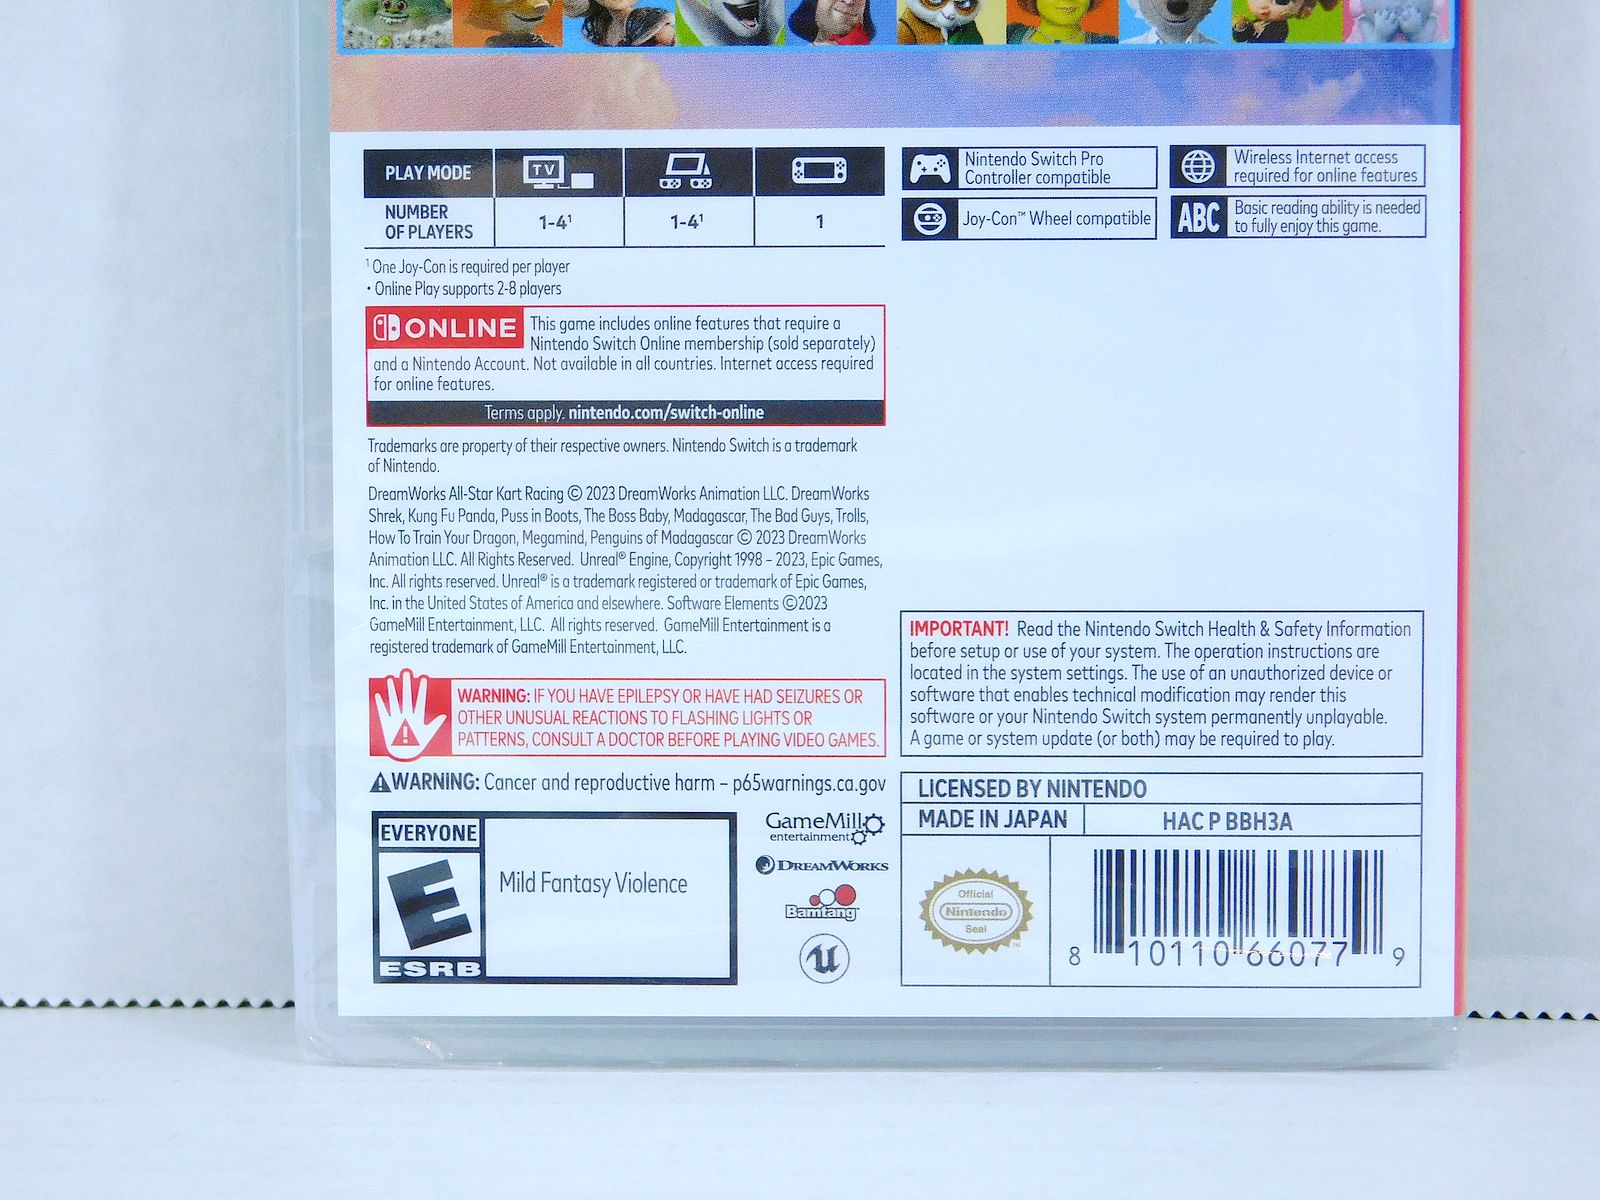 PLAY MODE
TV
NUMBER
OF PLAYERS
1-4¹
1-4¹
1
¹ One Joy-Con is required per player
• Online Play supports 2-8 players
Nintendo Switch Pro
Controller compatible
Wireless Internet access
required for online features
Joy-Con™ Wheel compatible
ABC
Basic reading ability is needed
to fully enjoy this game.
ONLINE
This game includes online features that require a
Nintendo Switch Online membership (sold separately)
and a Nintendo Account. Not available in all countries. Internet access required
for online features.
Terms apply. nintendo.com/switch-online
Trademarks are property of their respective owners. Nintendo Switch is a trademark
of Nintendo.
DreamWorks All-Star Kart Racing © 2023 DreamWorks Animation LLC. DreamWorks
Shrek, Kung Fu Panda, Puss in Boots, The Boss Baby, Madagascar, The Bad Guys, Trolls,
How To Train Your Dragon, Megamind, Penguins of Madagascar © 2023 DreamWorks
Animation LLC. All Rights Reserved. Unreal® Engine, Copyright 1998 – 2023, Epic Games,
Inc. All rights reserved. Unreal® is a trademark registered or trademark of Epic Games,
Inc. in the United States of America and elsewhere. Software Elements ©2023
GameMill Entertainment, LLC. All rights reserved. GameMill Entertainment is a
registered trademark of GameMill Entertainment, LLC.
WARNING: IF YOU HAVE EPILEPSY OR HAVE HAD SEIZURES OR
OTHER UNUSUAL REACTIONS TO FLASHING LIGHTS OR
PATTERNS, CONSULT A DOCTOR BEFORE PLAYING VIDEO GAMES.
WARNING: Cancer and reproductive harm – p65warnings.ca.gov
EVERYONE
E
ESRB
Mild Fantasy Violence
GameMill
entertainment
DREAMWORKS
Bamtang
IMPORTANT! Read the Nintendo Switch Health & Safety Information
before setup or use of your system. The operation instructions are
located in the system settings. The use of an unauthorized device or
software that enables technical modification may render this
software or your Nintendo Switch system permanently unplayable.
A game or system update (or both) may be required to play.
LICENSED BY NINTENDO
MADE IN JAPAN
HAC P BBH3A
Official
Nintendo
Seal
™
8 10110 66077 9